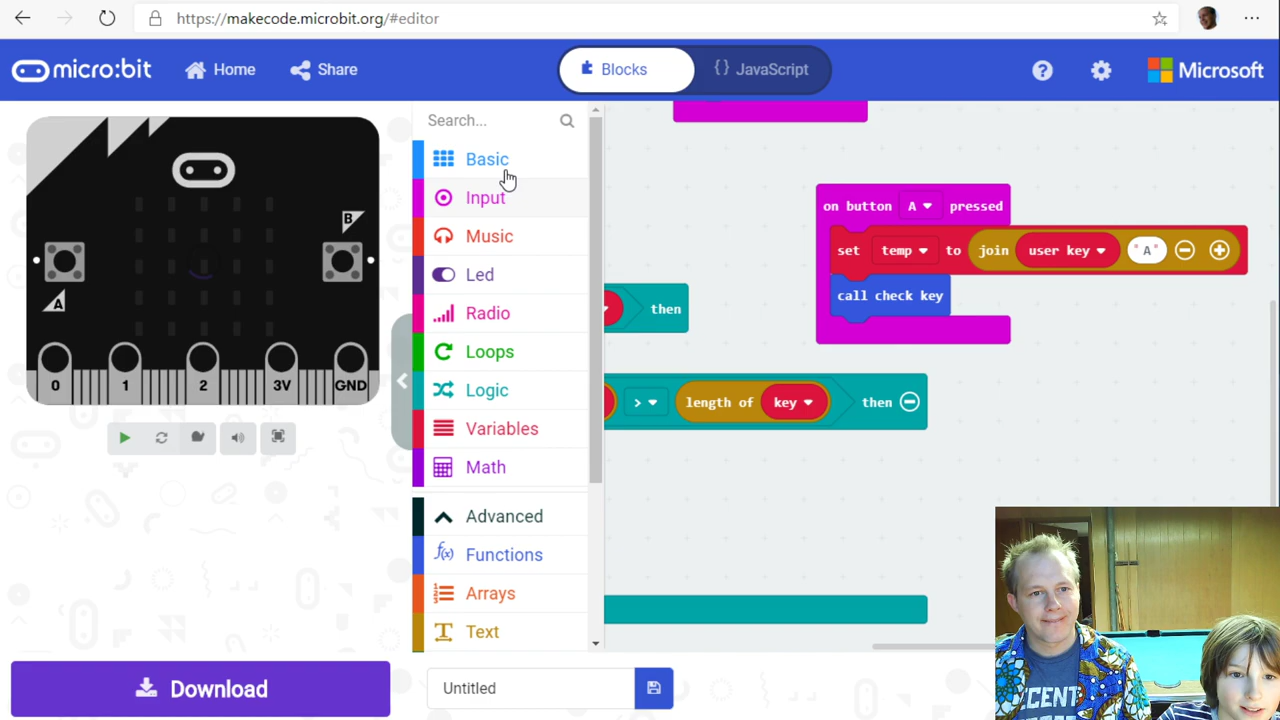 https://makecode.microbit.org/#editor
micro:bit Home Share Blocks {} JavaScript ? Microsoft
Search...
Basic
Input
Music
Led
Radio
Loops
Logic
Variables
Math
Advanced
f(x) Functions
Arrays
T Text
B
A
0 1 2 3V GND
on button A pressed
set temp to join user key "A"
call check key
then
> length of key then
Download
Untitled
RECENT